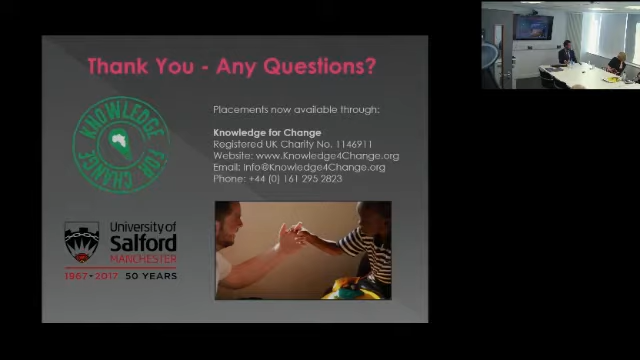 Thank You - Any Questions?
KNOWLEDGE FOR CHANGE
Placements now available through:
Knowledge for Change
Registered UK Charity No. 1146911
Website: www.Knowledge4Change.org
Email: Info@Knowledge4Change.org
Phone: +44 (0) 161 295 2823
University of
Salford
MANCHESTER
1967-2017 50 YEARS